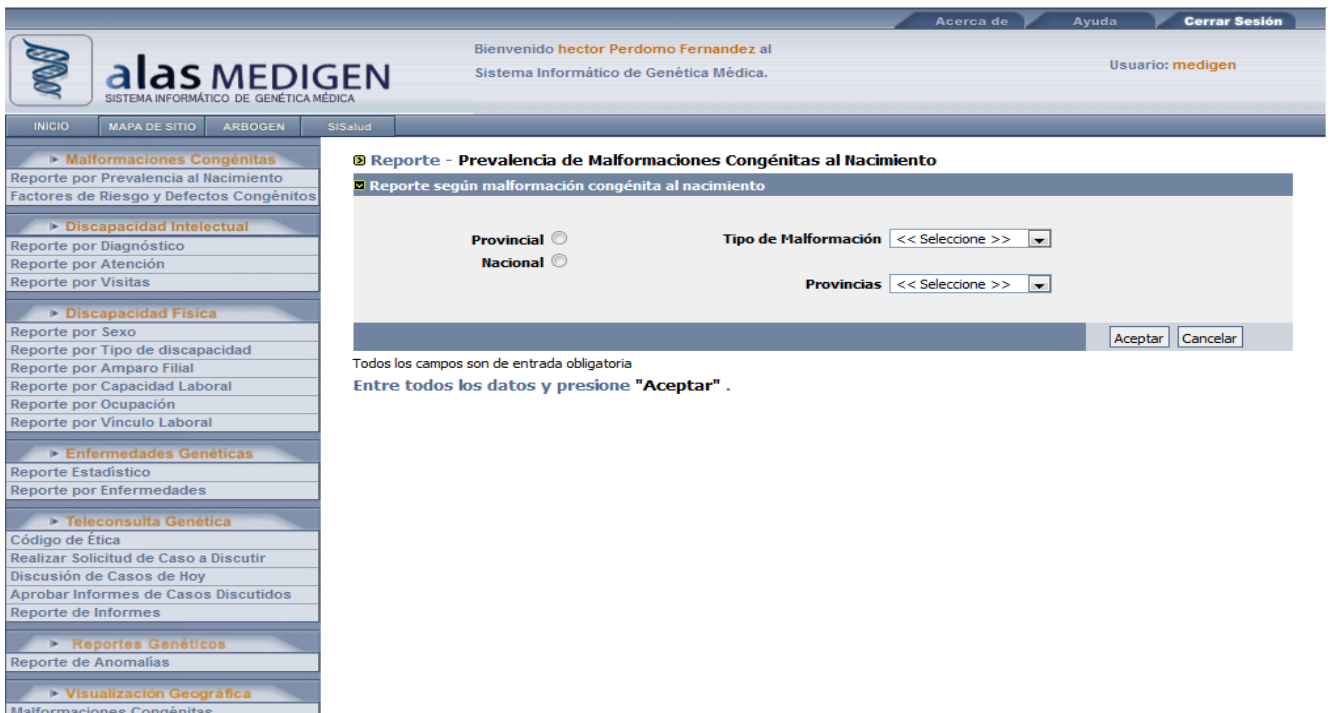 Acerca de
Ayuda
Cerrar Sesión
alas MEDIGEN
SISTEMA INFORMÁTICO DE GENÉTICA MÉDICA
Bienvenido hector Perdomo Fernandez al
Sistema Informático de Genética Médica.
Usuario: medigen
INICIO
MAPA DE SITIO
ARBOGEN
SISalud
Malformaciones Congénitas
Reporte por Prevalencia al Nacimiento
Factores de Riesgo y Defectos Congénitos
Discapacidad Intelectual
Reporte por Diagnóstico
Reporte por Atención
Reporte por Visitas
Discapacidad Física
Reporte por Sexo
Reporte por Tipo de discapacidad
Reporte por Amparo Filial
Reporte por Capacidad Laboral
Reporte por Ocupación
Reporte por Vínculo Laboral
Enfermedades Genéticas
Reporte Estadístico
Reporte por Enfermedades
Teleconsulta Genética
Código de Ética
Realizar Solicitud de Caso a Discutir
Discusión de Casos de Hoy
Aprobar Informes de Casos Discutidos
Reporte de Informes
Reportes Genéticos
Reporte de Anomalías
Visualización Geográfica
Malformaciones Congénitas
Reporte - Prevalencia de Malformaciones Congénitas al Nacimiento
Reporte según malformación congénita al nacimiento
Provincial
Nacional
Tipo de Malformación << Seleccione >>
Provincias << Seleccione >>
Aceptar
Cancelar
Todos los campos son de entrada obligatoria
Entre todos los datos y presione "Aceptar" .